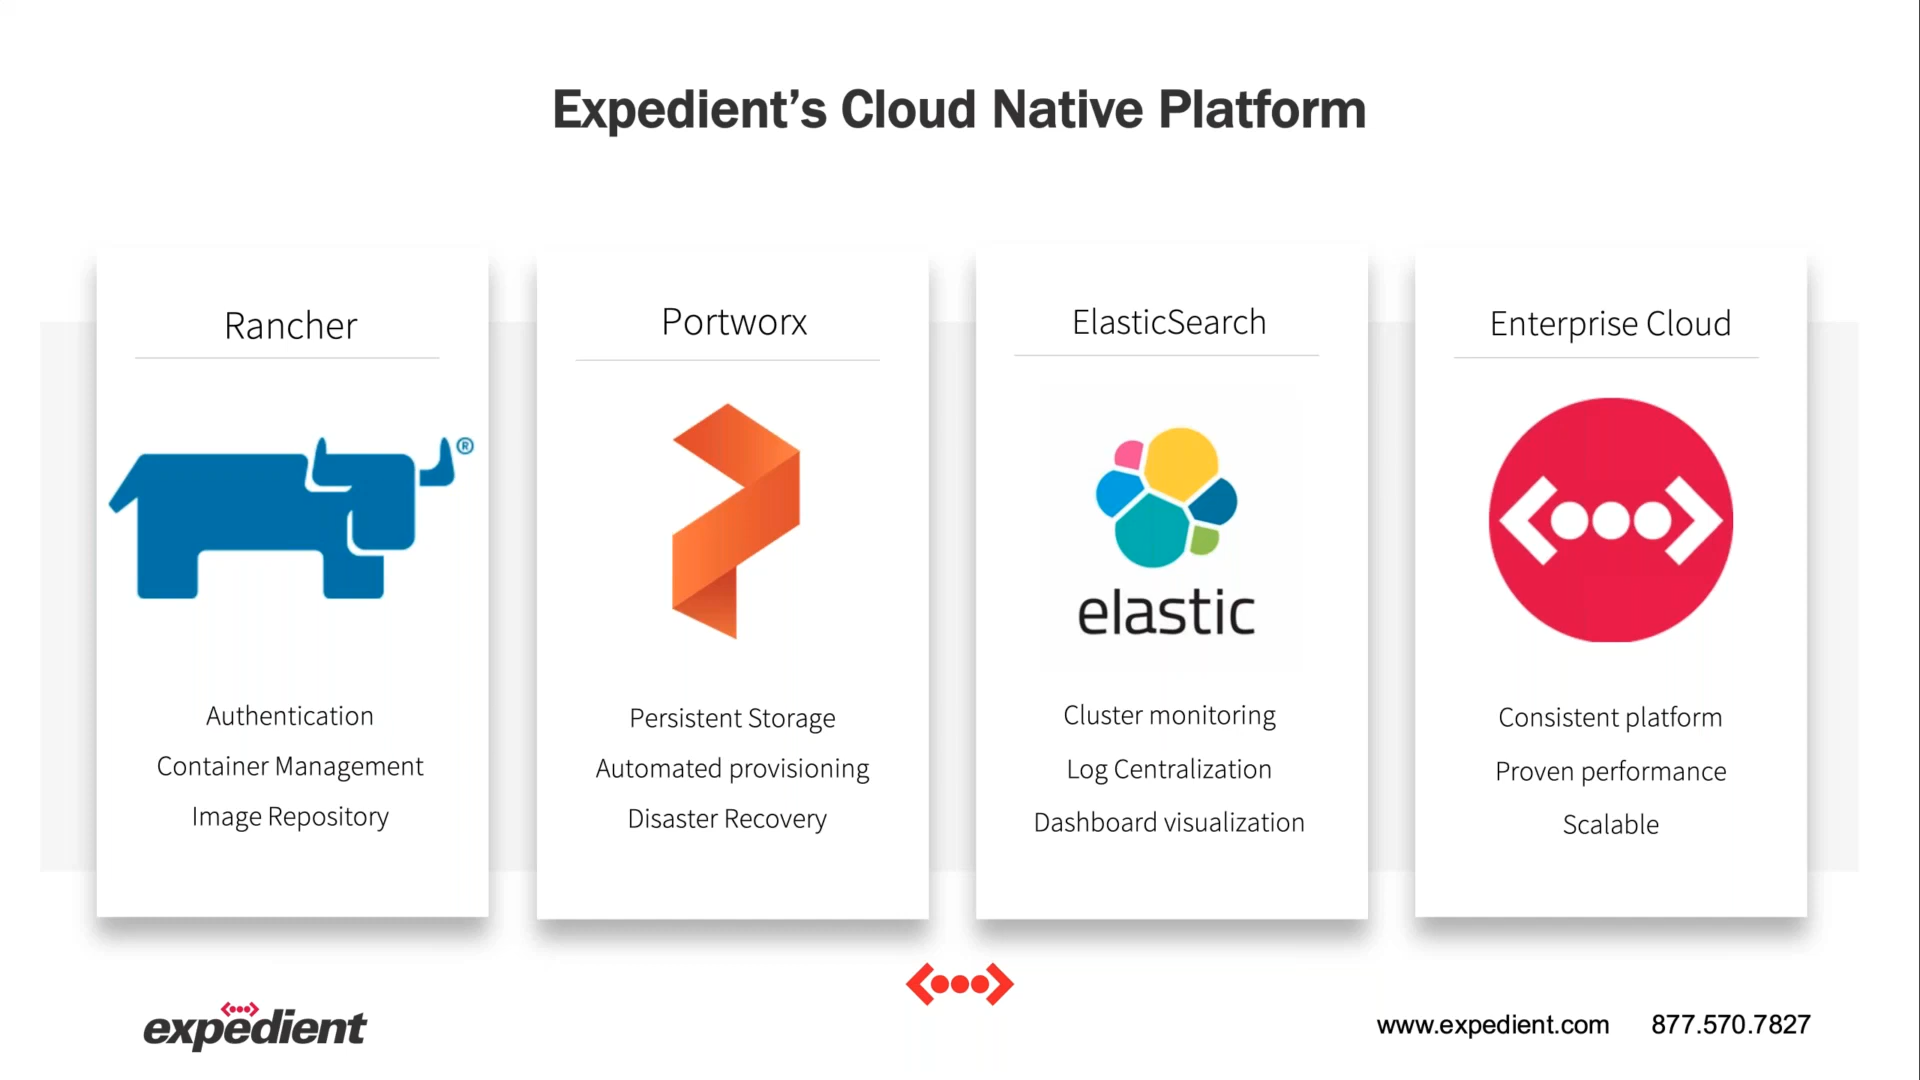 Expedient’s Cloud Native Platform
Rancher
®
Authentication
Container Management
Image Repository
Portworx
Persistent Storage
Automated provisioning
Disaster Recovery
ElasticSearch
elastic
Cluster monitoring
Log Centralization
Dashboard visualization
Enterprise Cloud
Consistent platform
Proven performance
Scalable
expedient
www.expedient.com 877.570.7827